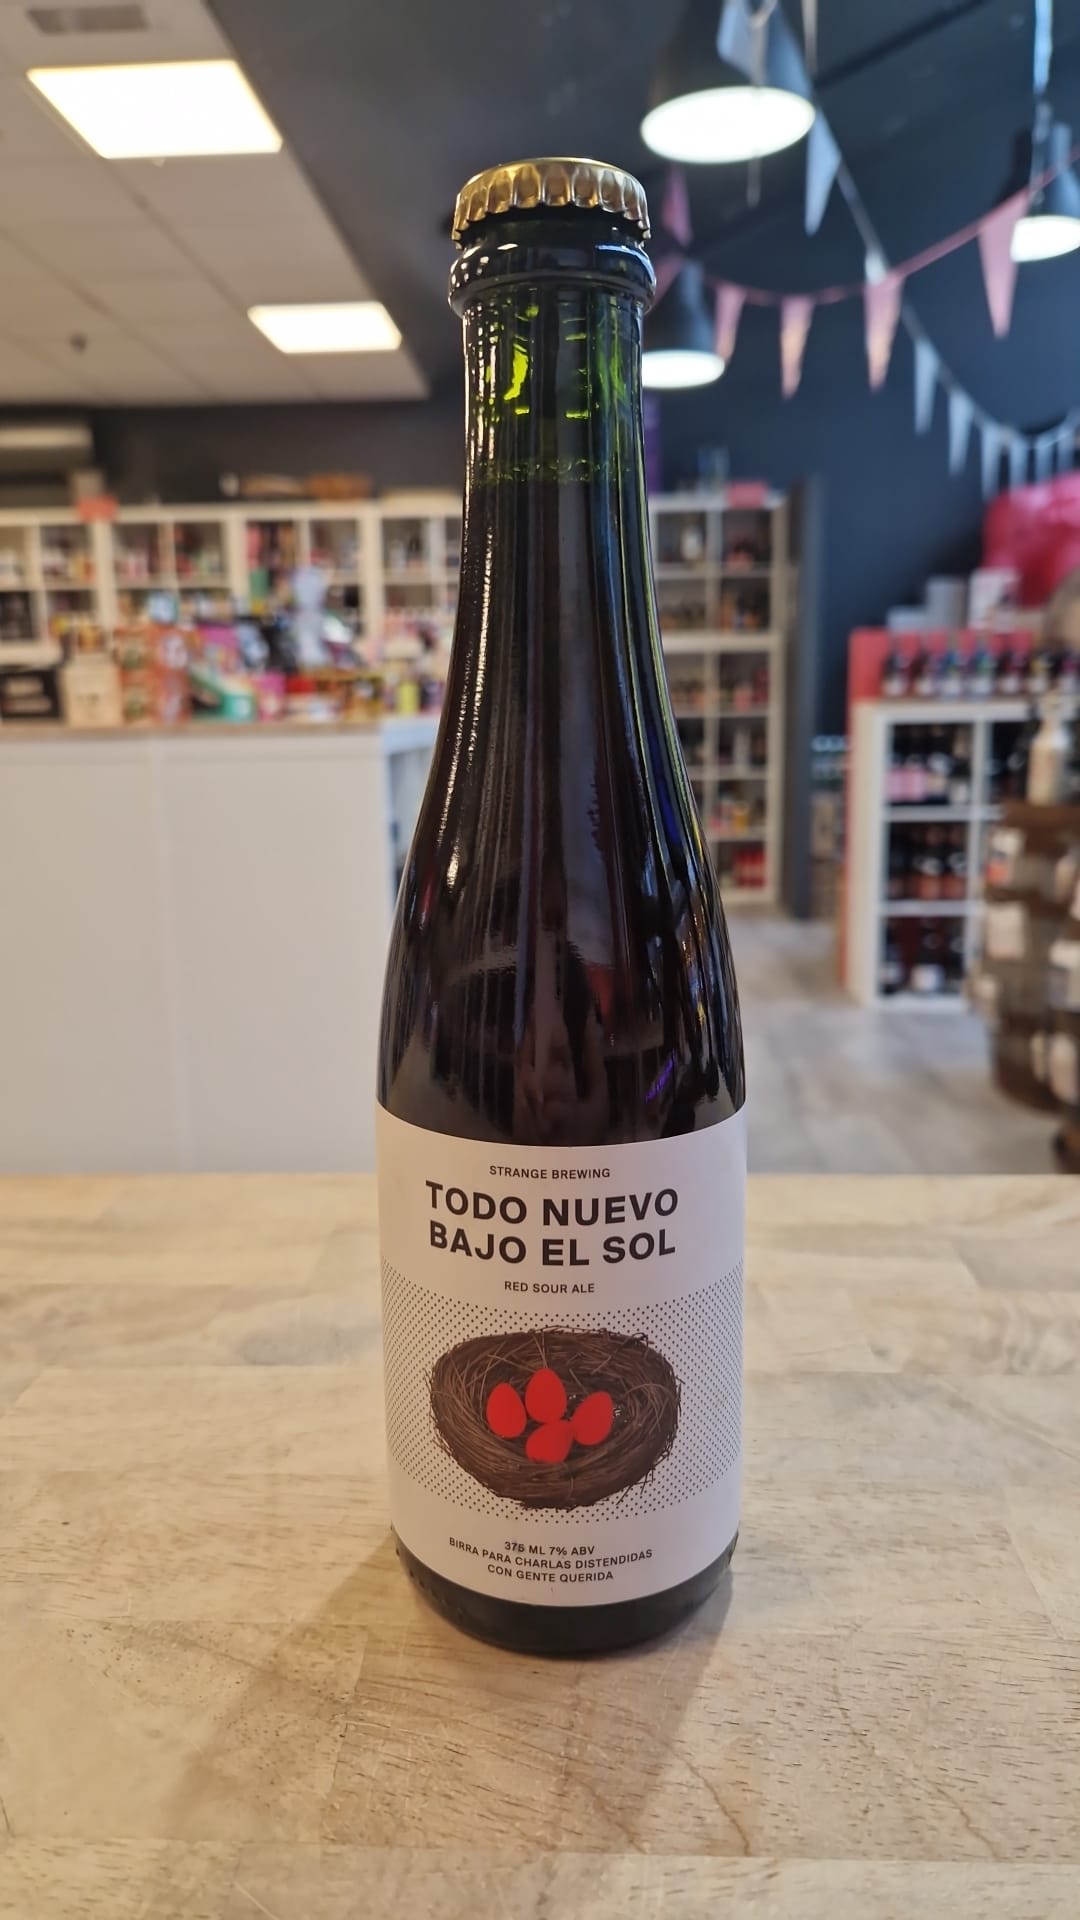 STRANGE BREWING
TODO NUEVO
BAJO EL SOL
RED SOUR ALE
375 ML 7% ABV
BIRRA PARA CHARLAS DISTENDIDAS
CON GENTE QUERIDA